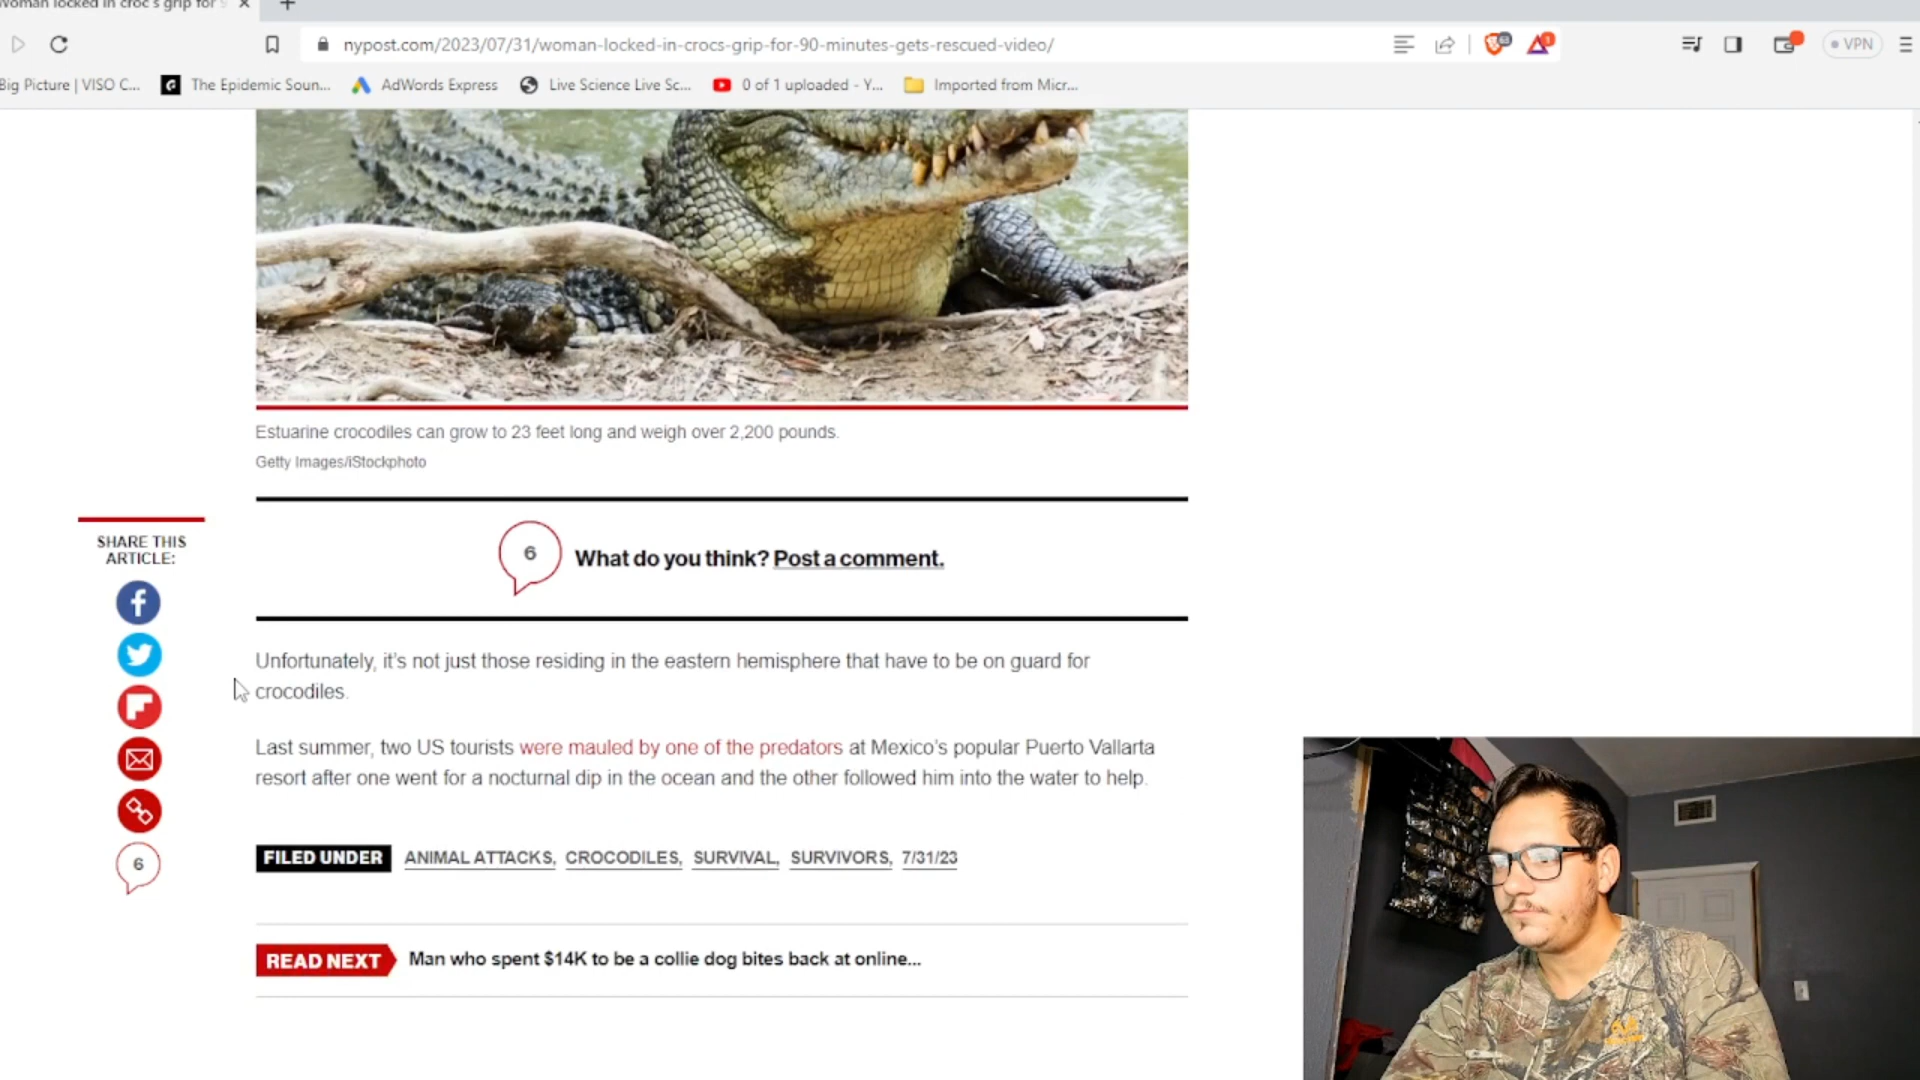 Woman locked in croc's grip for 9
nypost.com/2023/07/31/woman-locked-in-crocs-grip-for-90-minutes-gets-rescued-video/
VPN
Big Picture | VISO C...
The Epidemic Soun...
AdWords Express
Live Science Live Sc...
0 of 1 uploaded - Y...
Imported from Micr...
Estuarine crocodiles can grow to 23 feet long and weigh over 2,200 pounds.
Getty Images/iStockphoto
SHARE THIS
ARTICLE:
6
What do you think? Post a comment.
Unfortunately, it's not just those residing in the eastern hemisphere that have to be on guard for
crocodiles.
Last summer, two US tourists were mauled by one of the predators at Mexico's popular Puerto Vallarta
resort after one went for a nocturnal dip in the ocean and the other followed him into the water to help.
6
FILED UNDER ANIMAL ATTACKS, CROCODILES, SURVIVAL, SURVIVORS, 7/31/23
READ NEXT Man who spent $14K to be a collie dog bites back at online...